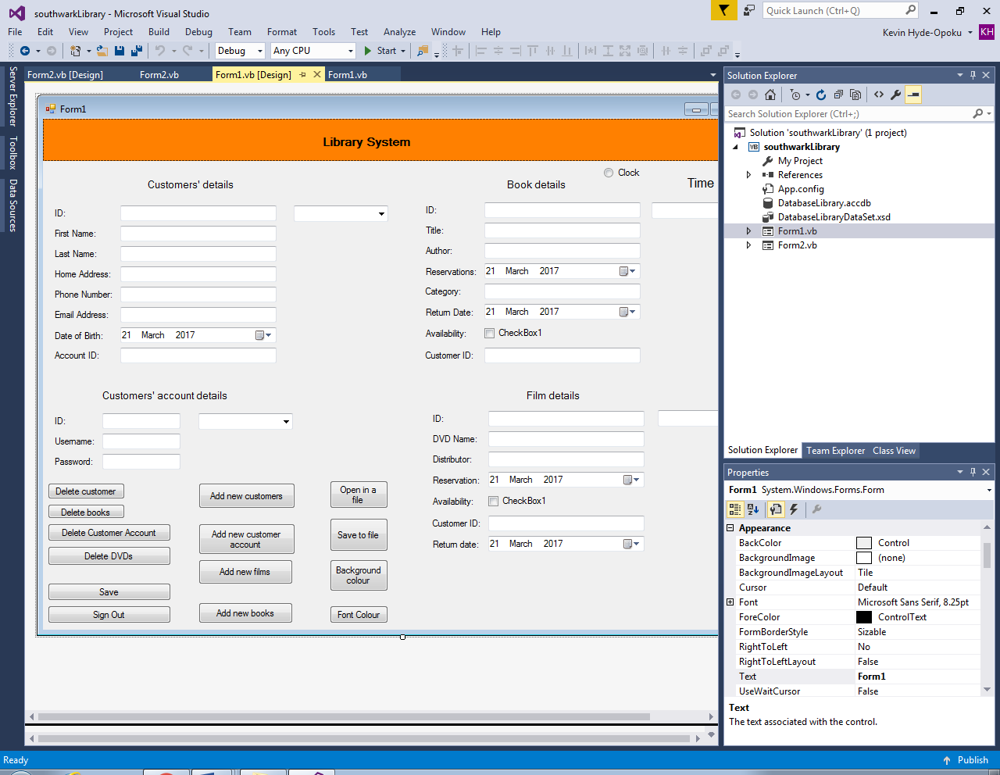 southwarkLibrary - Microsoft Visual Studio
Quick Launch (Ctrl+Q)
File Edit View Project Build Debug Team Format Tools Test Analyze Window Help
Kevin Hyde-Opoku KH
Debug Any CPU Start
Server Explorer
Toolbox
Data Sources
Form2.vb [Design] Form2.vb Form1.vb [Design] Form1.vb
Form1
Library System
Clock
Customers' details
Book details
Time
ID:
First Name:
Last Name:
Home Address:
Phone Number:
Email Address:
Date of Birth: 21 March 2017
Account ID:
ID:
Title:
Author:
Reservations: 21 March 2017
Category:
Return Date: 21 March 2017
Availability: CheckBox1
Customer ID:
Customers' account details
ID:
Username:
Password:
Film details
ID:
DVD Name:
Distributor:
Reservation: 21 March 2017
Availability: CheckBox1
Customer ID:
Return date: 21 March 2017
Delete customer
Delete books
Delete Customer Account
Delete DVDs
Save
Sign Out
Add new customers
Add new customer
account
Add new films
Add new books
Open in a
file
Save to file
Background
colour
Font Colour
Solution Explorer
Search Solution Explorer (Ctrl+;)
Solution 'southwarkLibrary' (1 project)
VB southwarkLibrary
My Project
References
App.config
DatabaseLibrary.accdb
DatabaseLibraryDataSet.xsd
Form1.vb
Form2.vb
Solution Explorer Team Explorer Class View
Properties
Form1 System.Windows.Forms.Form
Appearance
BackColor Control
BackgroundImage (none)
BackgroundImageLayout Tile
Cursor Default
Font Microsoft Sans Serif, 8.25pt
ForeColor ControlText
FormBorderStyle Sizable
RightToLeft No
RightToLeftLayout False
Text Form1
UseWaitCursor False
Text
The text associated with the control.
Ready
Publish